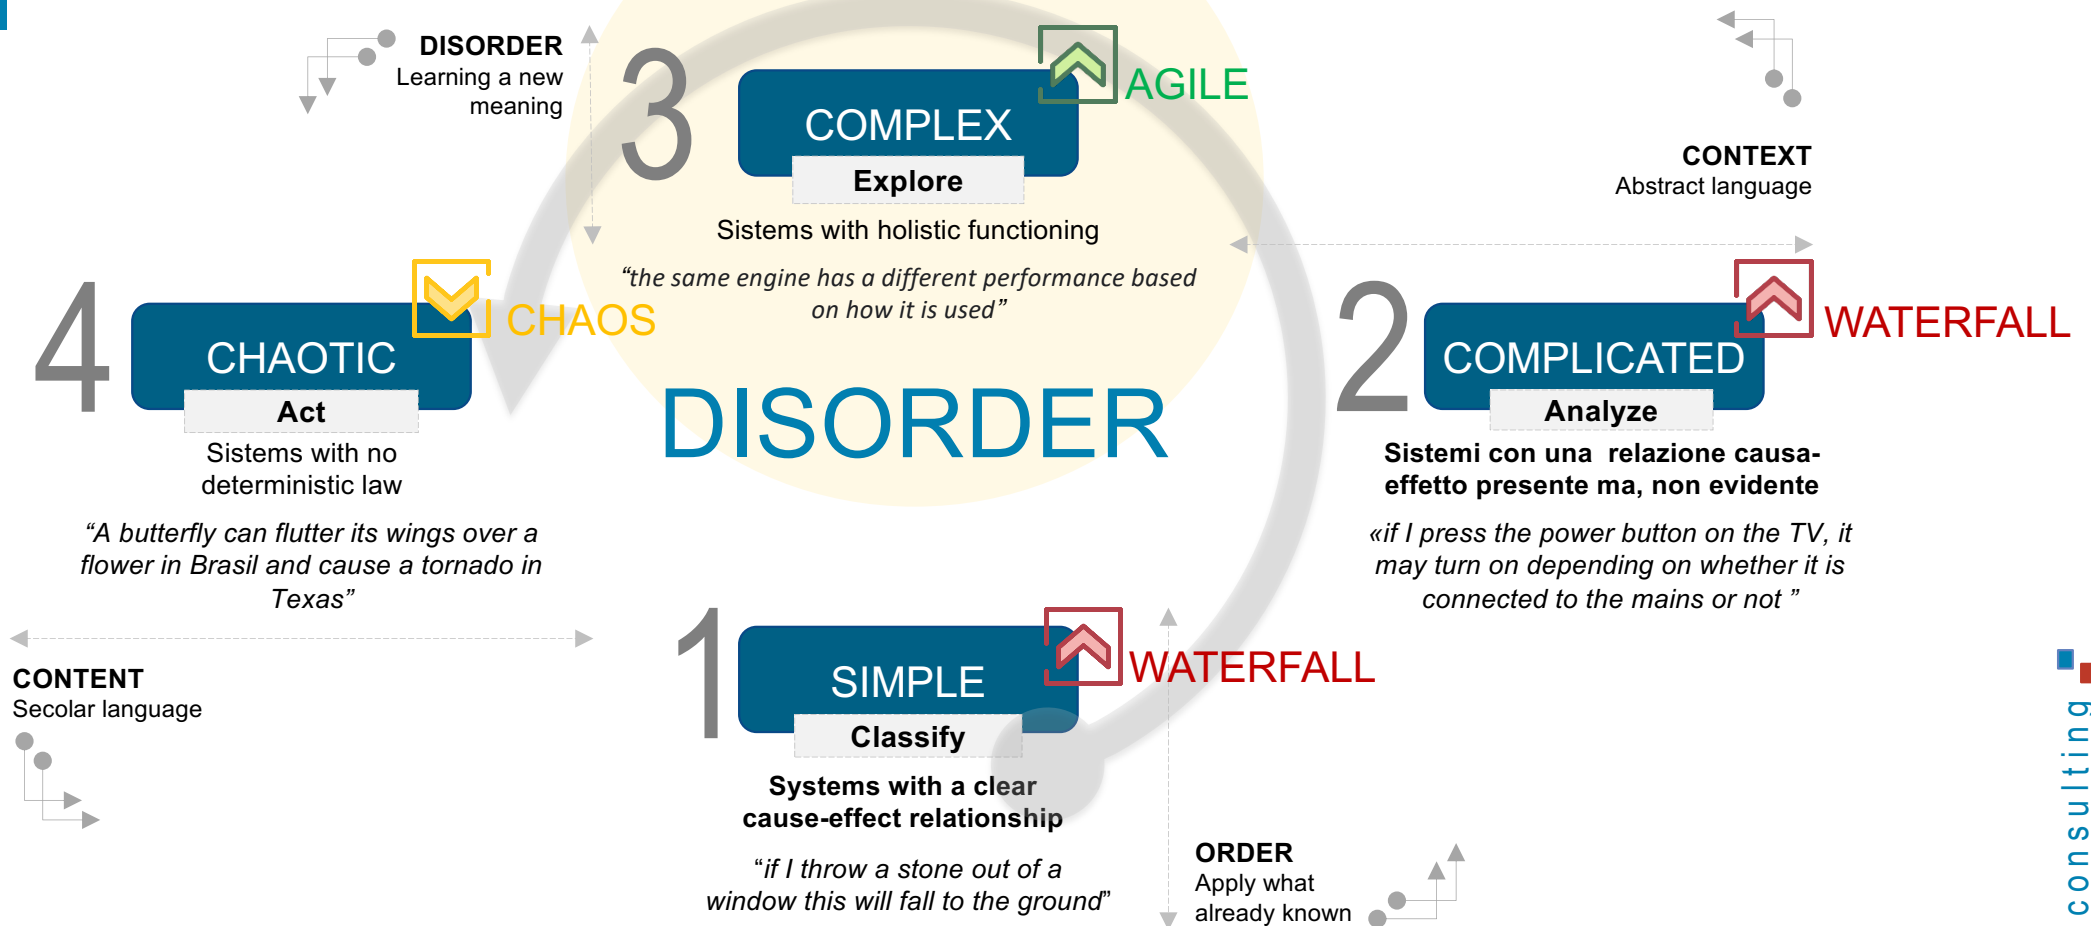 DISORDER
Learning a new
meaning
3
COMPLEX
AGILE
Explore
Sistems with holistic functioning
“the same engine has a different performance based
on how it is used”
CONTEXT
Abstract language
4
CHAOTIC
CHAOS
Act
Sistems with no
deterministic law
“A butterfly can flutter its wings over a
flower in Brasil and cause a tornado in
Texas”
DISORDER
2
COMPLICATED
WATERFALL
Analyze
Sistemi con una relazione causa-
effetto presente ma, non evidente
«if I press the power button on the TV, it
may turn on depending on whether it is
connected to the mains or not ”
CONTENT
Secolar language
1
SIMPLE
WATERFALL
Classify
Systems with a clear
cause-effect relationship
“if I throw a stone out of a
window this will fall to the ground”
ORDER
Apply what
already known
consulting